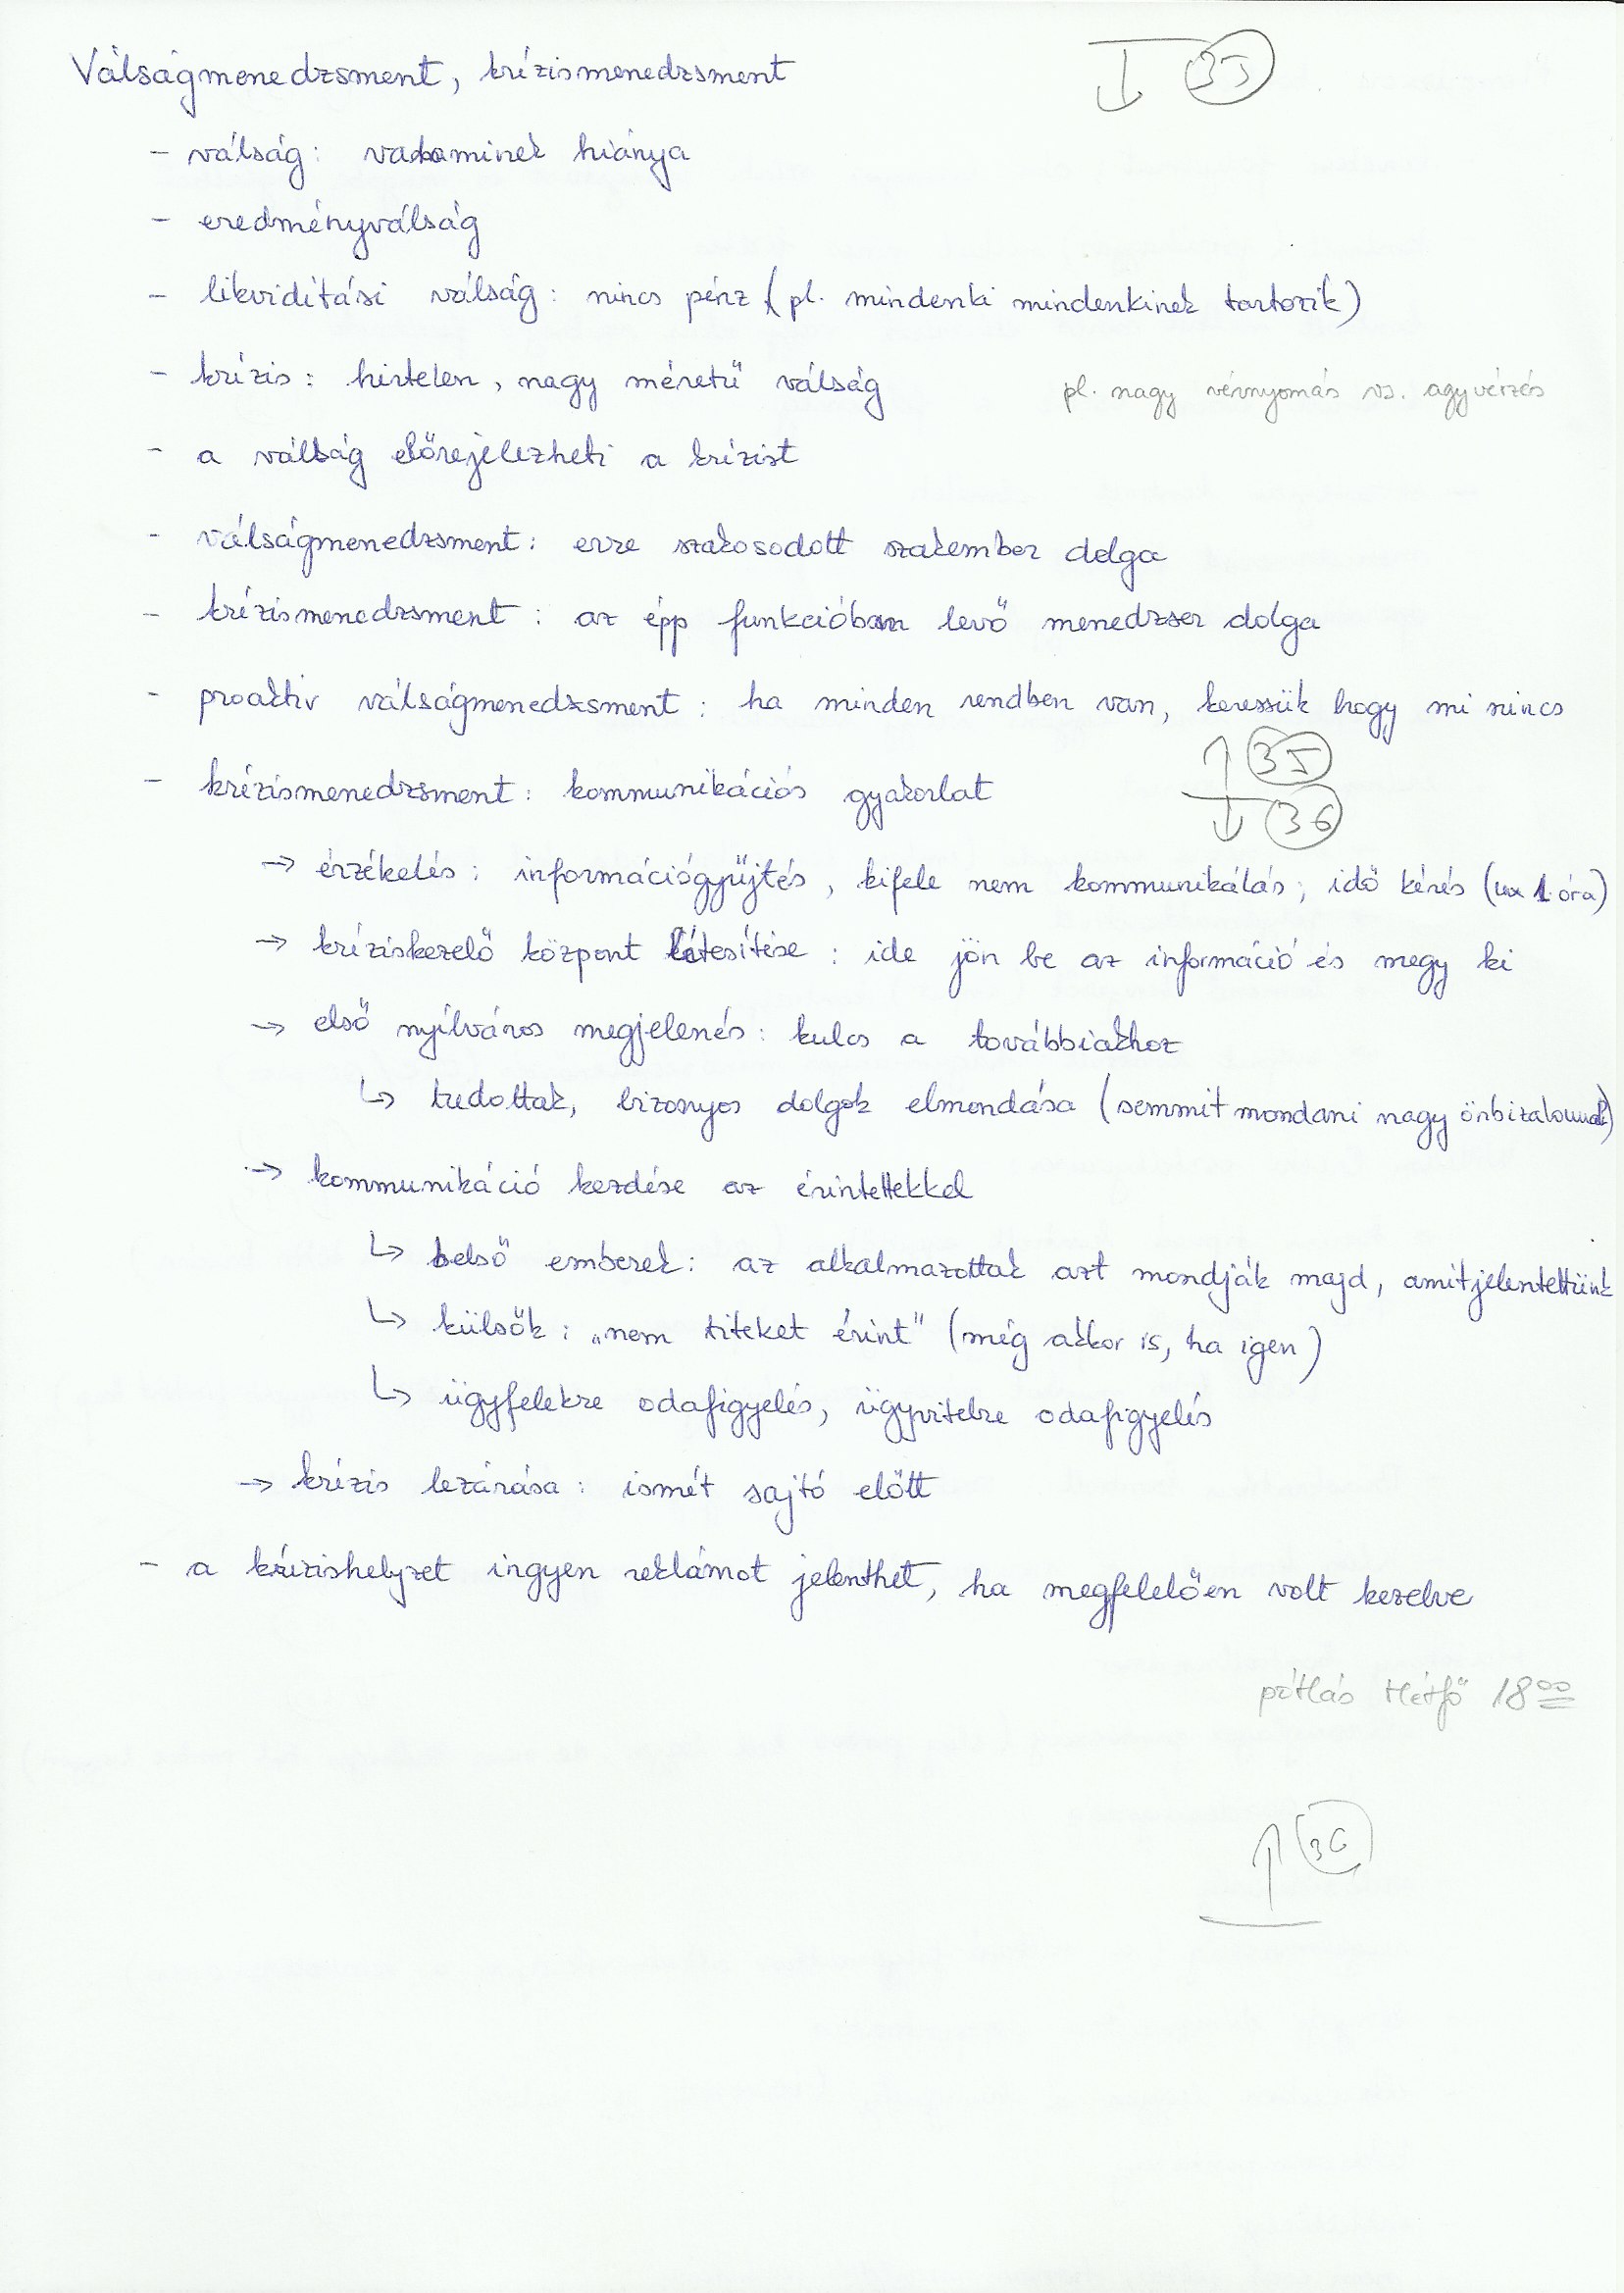 Válságmenedzsment, krízismenedzsment ↓ 35
- válság: valaminek hiánya
- eredményválság
- likviditási válság: nincs pénz (pl. mindenki mindenkinek tartozik)
- krízis: hirtelen, nagy méretű válság pl. nagy vérnyomás vs. agyvérzés
- a válság előrejelezheti a krízist
- válságmenedzsment: erre szakosodott szakember dolga
- krízismenedzsment: az épp funkcióban levő menedzser dolga
- proaktív válságmenedzsment: ha minden rendben van, keressük hogy mi nincs
↑ 35
- krízismenedzsment: kommunikációs gyakorlat
↓ 36
→ érzékelés: információgyűjtés, kifele nem kommunikálás, idő kérés (max 1 óra)
→ kríziskezelő központ létesítése: ide jön be az információ és megy ki
→ első nyílváros megjelenés: kulcs a továbbiakhoz
↳ tudottak, bizonyos dolgok elmondása (semmit mondani nagy önbizalommal)
→ kommunikáció kezdése az érintettekkel
↳ belső emberek: az alkalmazottak azt mondják majd, amit jelentettünk
↳ külsők: „nem titeket érint" (még akkor is, ha igen)
↳ ügyfelekre odafigyelés, ügyvitelre odafigyelés
→ krízis lezárása: ismét sajtó előtt
- a krízishelyzet ingyen reklámot jelenthet, ha megfelelően volt kezelve
pótlás Hétfő 18 00
↑ 36